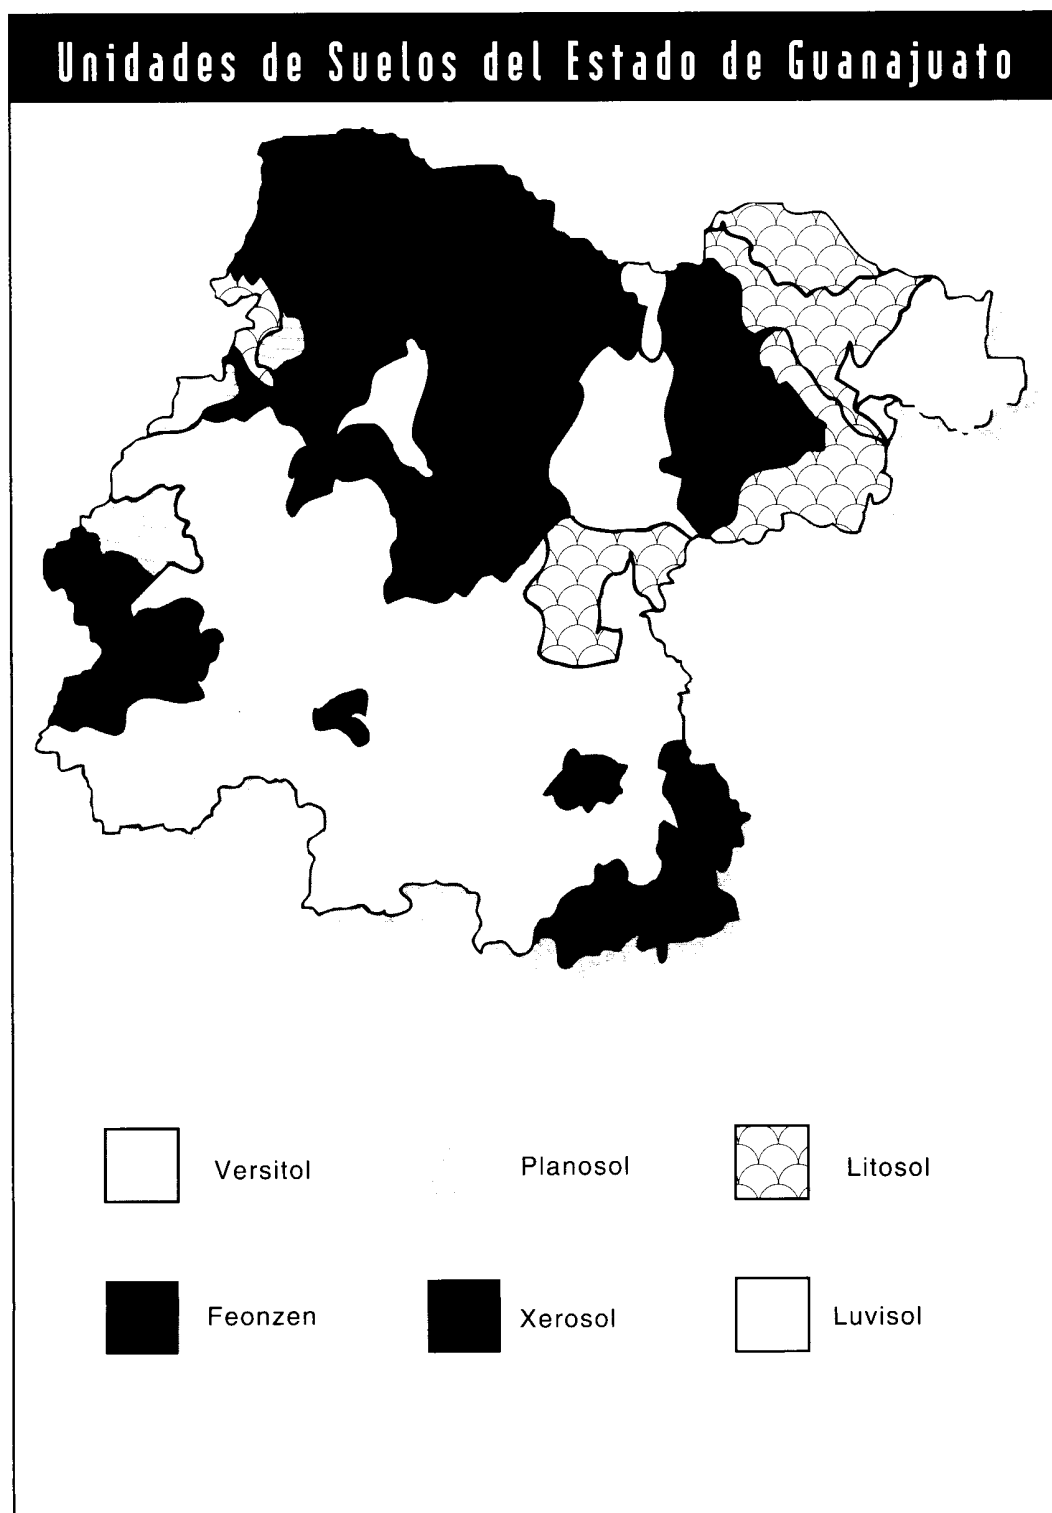 Unidades de Suelos del Estado de Guanajuato
Versitol
Planosol
Litosol
Feonzen
Xerosol
Luvisol